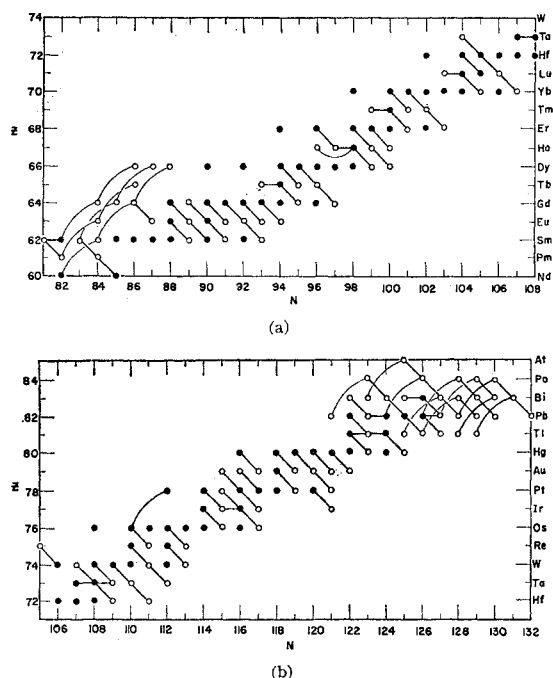 74
72
70
68
66
64
62
60
Z
W
Ta
Hf
Lu
Yb
Tm
Er
Ho
Dy
Tb
Gd
Eu
Sm
Pm
Nd
82 84 86 88 90 92 94 96 98 100 102 104 106 108
N
(a)
84
.82
80
78
76
74
72
Z
At
Po
Bi
Pb
Tl
Hg
Au
Pt
Ir
Os
Re
W
Ta
Hf
106 108 110 112 114 116 118 120 122 124 126 128 130 132
N
(b)